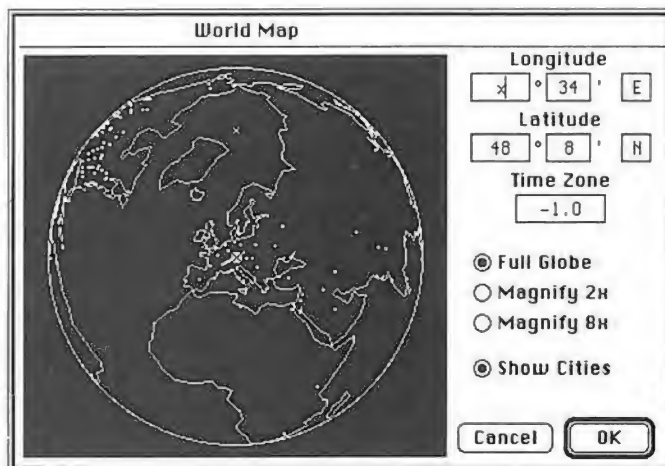 World Map
Longitude
x ° 34 ' E
Latitude
48 ° 8 ' N
Time Zone
-1.0
Full Globe
Magnify 2x
Magnify 8x
Show Cities
Cancel OK